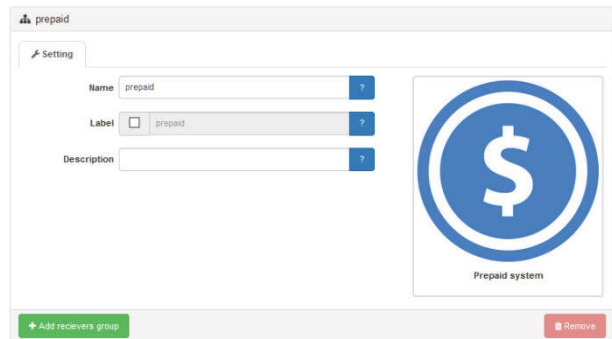 prepaid
Setting
Name prepaid ?
Label prepaid ?
Description ?
$
Prepaid system
Add recievers group
Remove